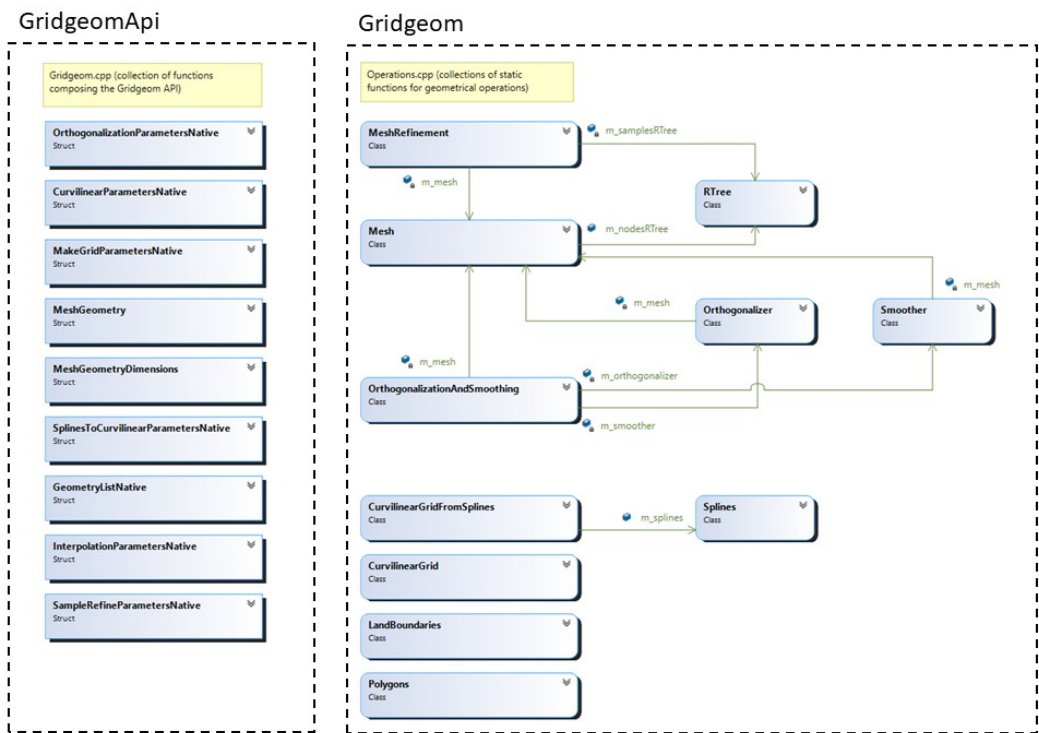 GridgeomApi
Gridgeom.cpp (collection of functions
composing the Gridgeom API)
OrthogonalizationParametersNative
Struct
CurvilinearParametersNative
Struct
MakeGridParametersNative
Struct
MeshGeometry
Struct
MeshGeometryDimensions
Struct
SplinesToCurvilinearParametersNative
Struct
GeometryListNative
Struct
InterpolationParametersNative
Struct
SampleRefineParametersNative
Struct
Gridgeom
Operations.cpp (collections of static
functions for geometrical operations)
MeshRefinement
Class
m_samplesRTree
m_mesh
RTree
Class
Mesh
Class
m_nodesRTree
m_mesh
m_mesh
Orthogonalizer
Class
Smoother
Class
m_mesh
OrthogonalizationAndSmoothing
Class
m_orthogonalizer
m_smoother
CurvilinearGridFromSplines
Class
m_splines
Splines
Class
CurvilinearGrid
Class
LandBoundaries
Class
Polygons
Class